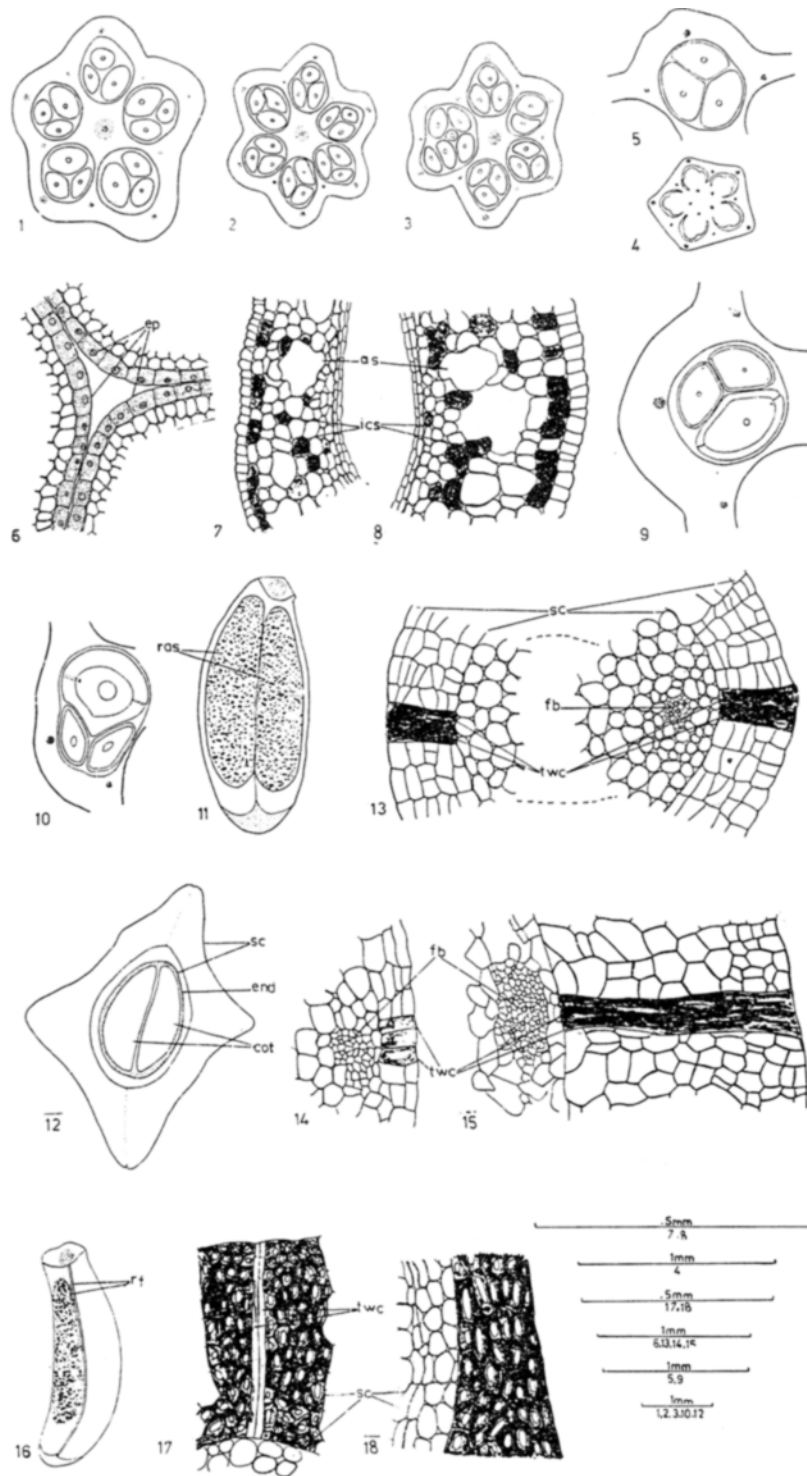 1
2
3
5
4
ep
as
ics
6
7
8
9
ras
sc
fb
twc
10
11
13
sc
end
cot
fb
twc
12
14
15
rf
twc
sc
16
17
18
.5mm
7.8
1mm
4
.5mm
17.18
1mm
6.13.14.15
1mm
5.9
1mm
1.2.3.10.12